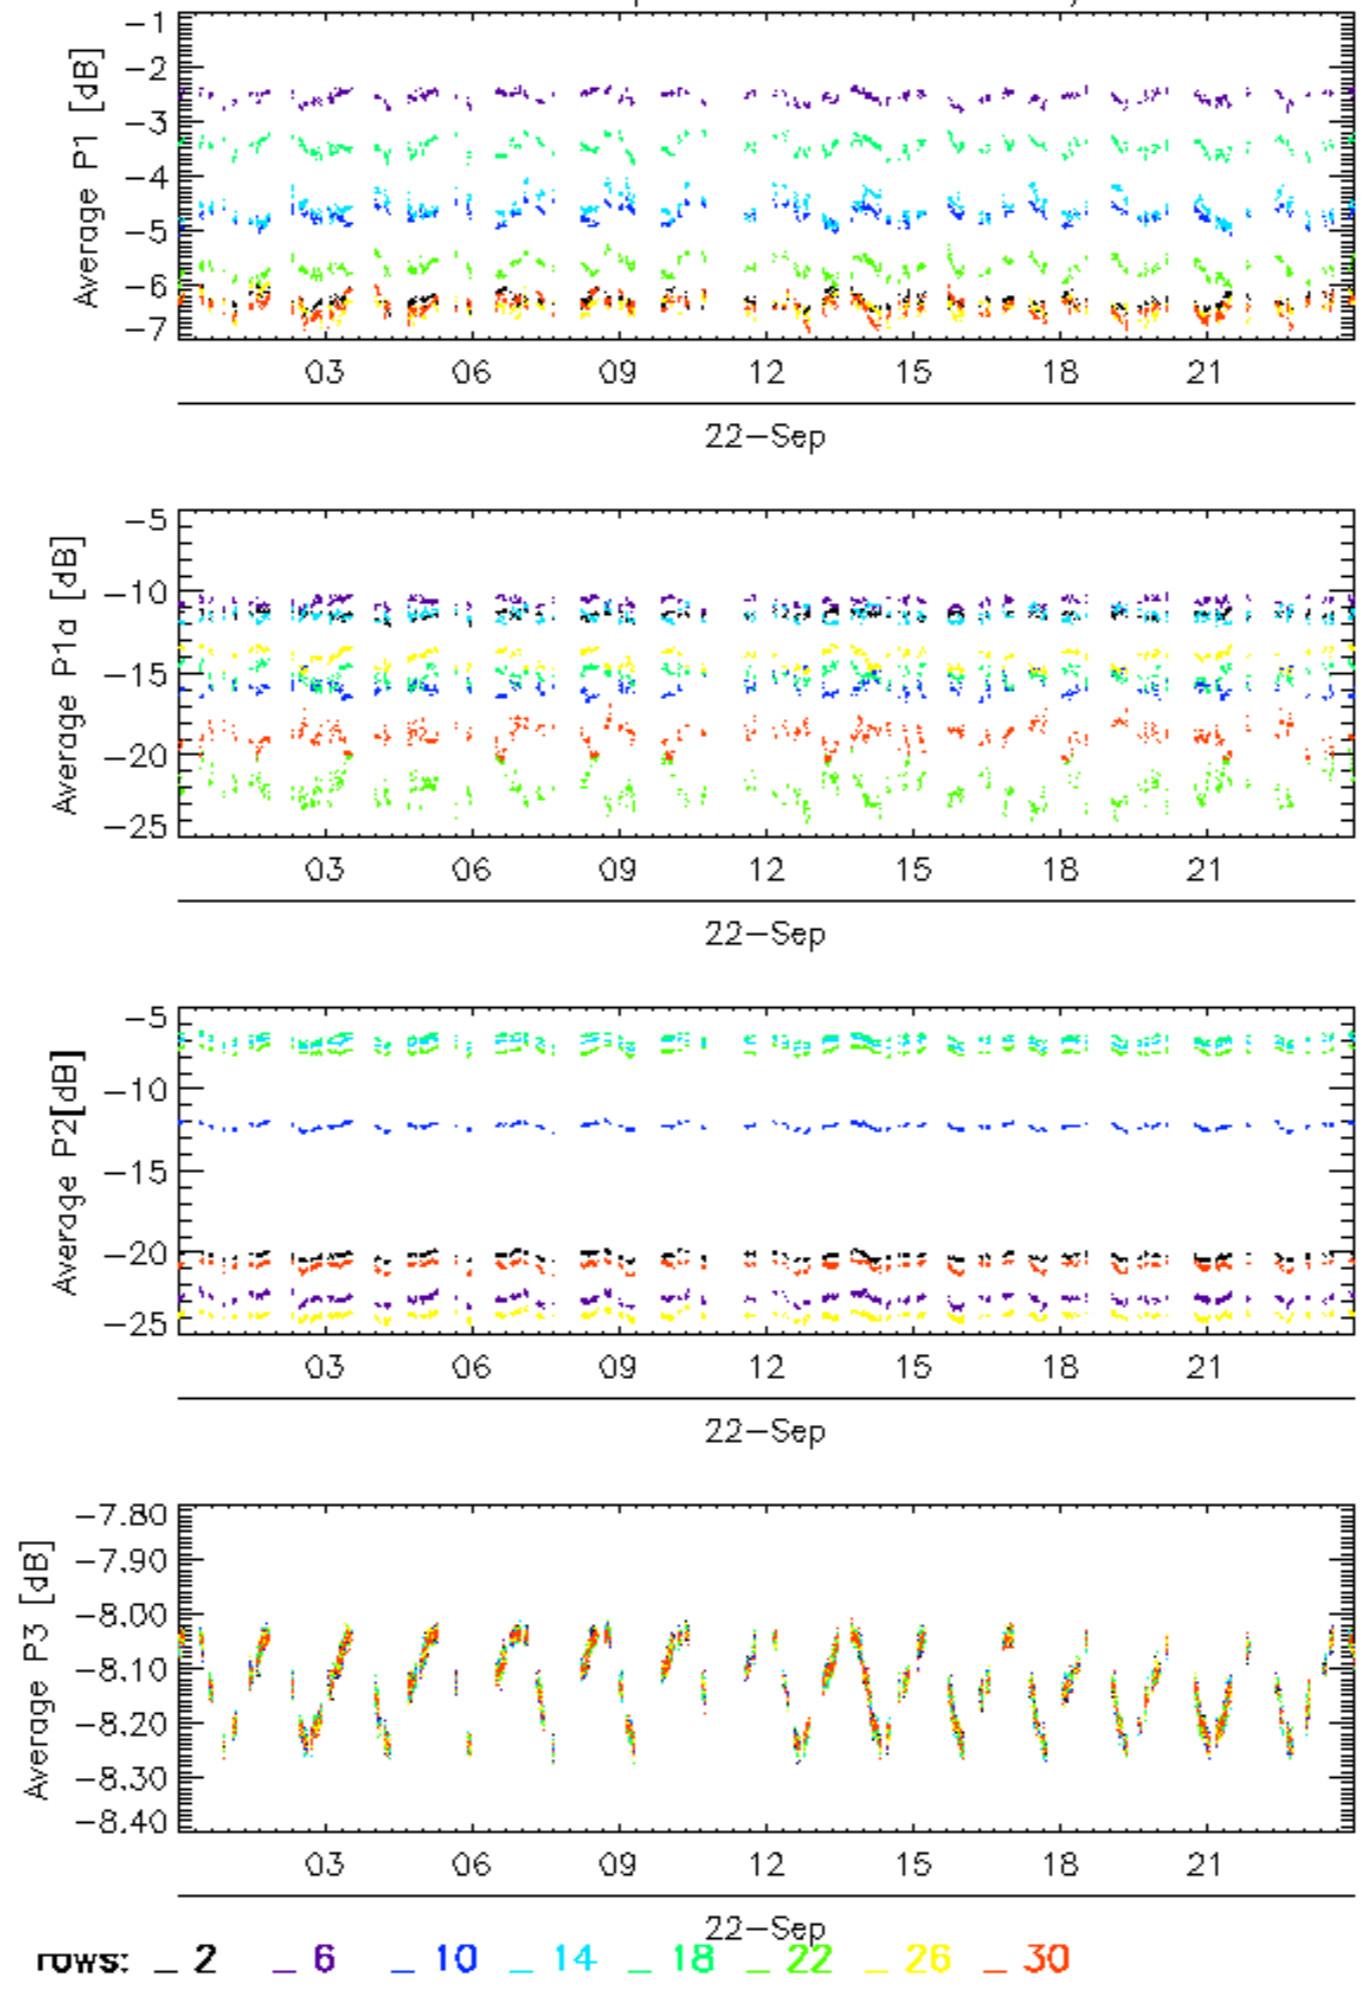 Average P1 [dB]
-1
-2
-3
-4
-5
-6
-7
03 06 09 12 15 18 21
22-Sep
Average P1a [dB]
-5
-10
-15
-20
-25
03 06 09 12 15 18 21
22-Sep
Average P2[dB]
-5
-10
-15
-20
-25
03 06 09 12 15 18 21
22-Sep
Average P3 [dB]
-7.80
-7.90
-8.00
-8.10
-8.20
-8.30
-8.40
03 06 09 12 15 18 21
22-Sep
rows: _ 2 _ 6 _ 10 _ 14 _ 18 _ 22 _ 26 _ 30